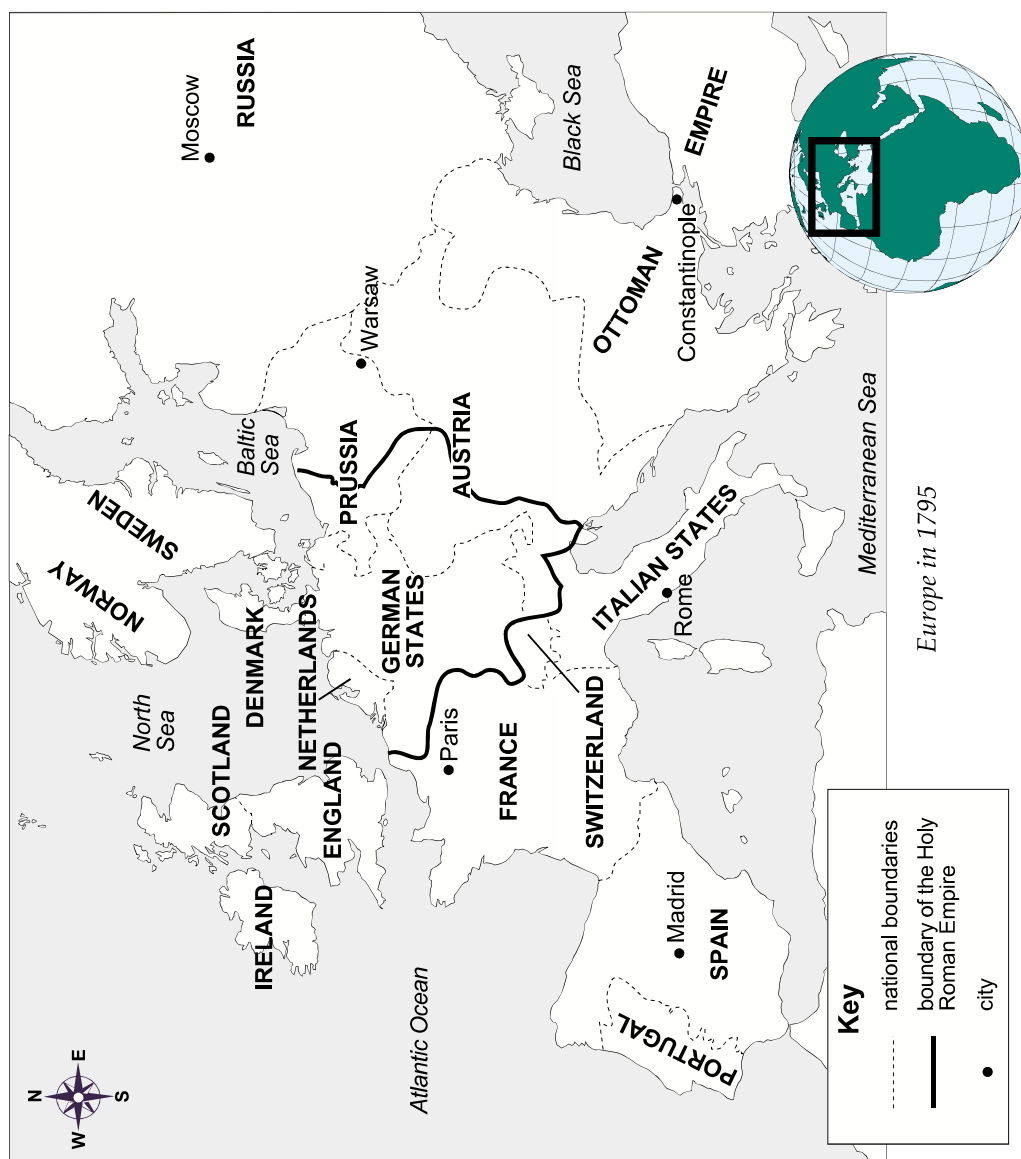 N
W
E
S
NORWAY
SWEDEN
RUSSIA
Moscow
North
Sea
Baltic
Sea
SCOTLAND
DENMARK
IRELAND
ENGLAND
NETHERLANDS
PRUSSIA
Warsaw
GERMAN
STATES
Atlantic Ocean
Paris
AUSTRIA
FRANCE
SWITZERLAND
Black Sea
OTTOMAN
EMPIRE
Constantinople
ITALIAN STATES
Rome
Madrid
SPAIN
PORTUGAL
Mediterranean Sea
Key
national boundaries
boundary of the Holy
Roman Empire
city
Europe in 1795